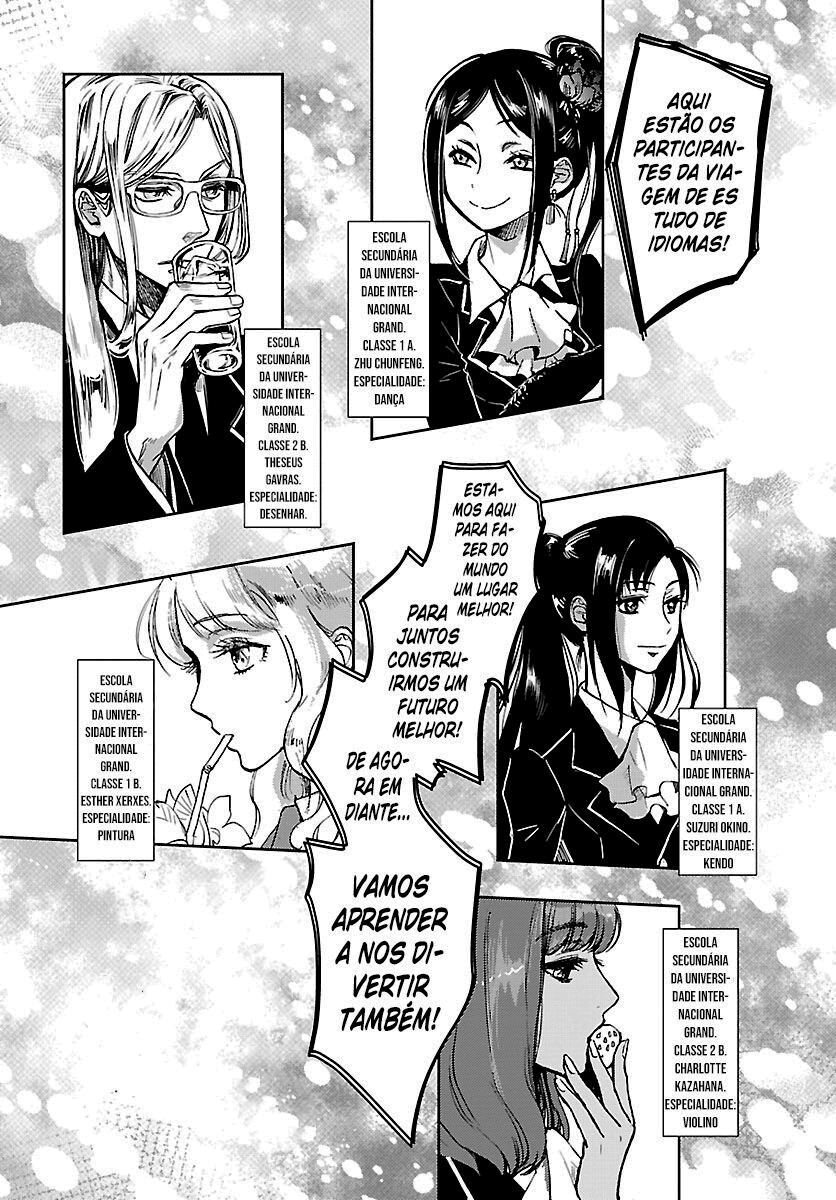 AQUI
ESTÃO OS
PARTICIPAN-
TES DA VIA-
GEM DE ES
TUDO DE
IDIOMAS!
ESCOLA
SECUNDÁRIA
DA UNIVERSI-
DADE INTER-
NACIONAL
GRAND.
CLASSE 1 A.
ZHU CHUNFENG.
ESPECIALIDADE:
DANÇA
ESCOLA
SECUNDÁRIA
DA UNIVER-
SIDADE INTER-
NACIONAL
GRAND.
CLASSE 2 B.
THESEUS
GAVRAS.
ESPECIALIDADE:
DESENHAR.
ESTA-
MOS AQUI
PARA FA-
ZER DO
MUNDO
UM LUGAR
MELHOR!
PARA
JUNTOS
CONSTRU-
IRMOS UM
FUTURO
MELHOR!
DE AGO-
RA EM
DIANTE...
VAMOS
APRENDER
A NOS DI-
VERTIR
TAMBÉM!
ESCOLA
SECUNDÁRIA
DA UNIVERSI-
DADE INTERNA-
CIONAL GRAND.
CLASSE 1 A.
SUZURI OKINO.
ESPECIALIDADE:
KENDO
ESCOLA
SECUNDÁRIA
DA UNIVER-
SIDADE INTER-
NACIONAL
GRAND.
CLASSE 1 B.
ESTHER XERXES.
ESPECIALIDADE:
PINTURA
ESCOLA
SECUNDÁRIA
DA UNIVERSI-
DADE INTER-
NACIONAL
GRAND.
CLASSE 2 B.
CHARLOTTE
KAZAHANA.
ESPECIALIDADE:
VIOLINO